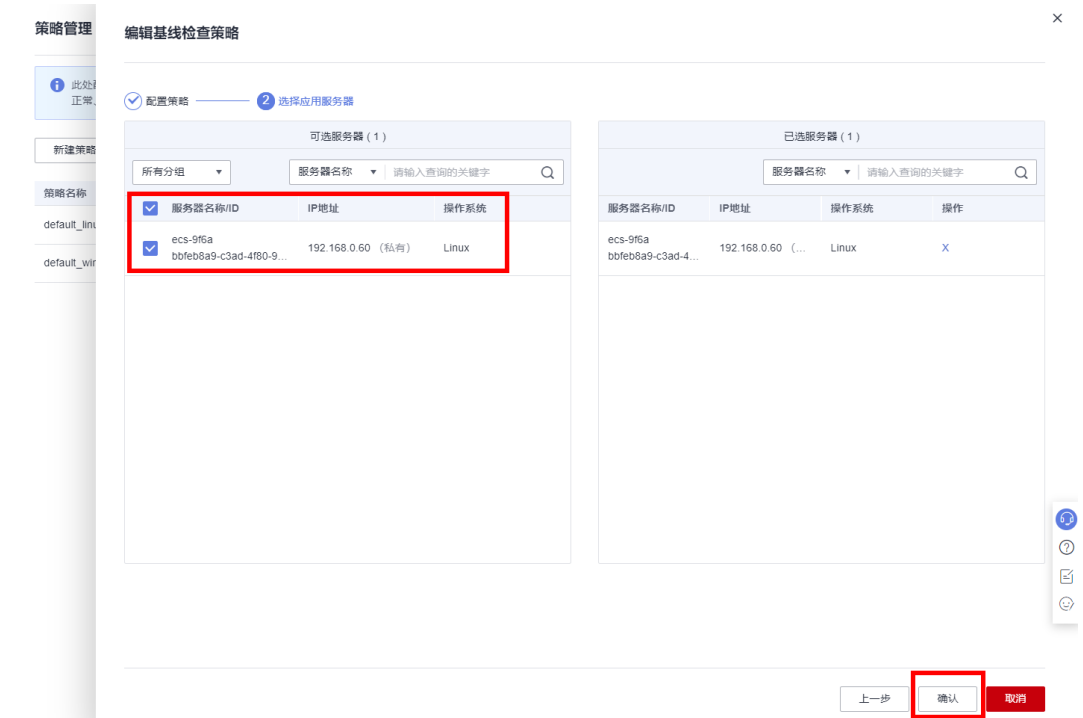 策略管理
编辑基线检查策略
此处
正常
配置策略
2 选择应用服务器
新建策略
可选服务器 ( 1 )
已选服务器 ( 1 )
所有分组
服务器名称
请输入查询的关键字
服务器名称
请输入查询的关键字
策略名称
服务器名称/ID IP地址 操作系统
服务器名称/ID IP地址 操作系统 操作
default_linu
ecs-9f6a
bbfeb8a9-c3ad-4f80-9...
192.168.0.60 （私有） Linux
ecs-9f6a
bbfeb8a9-c3ad-4...
192.168.0.60 （... Linux X
default_wi
上一步
确认
取消